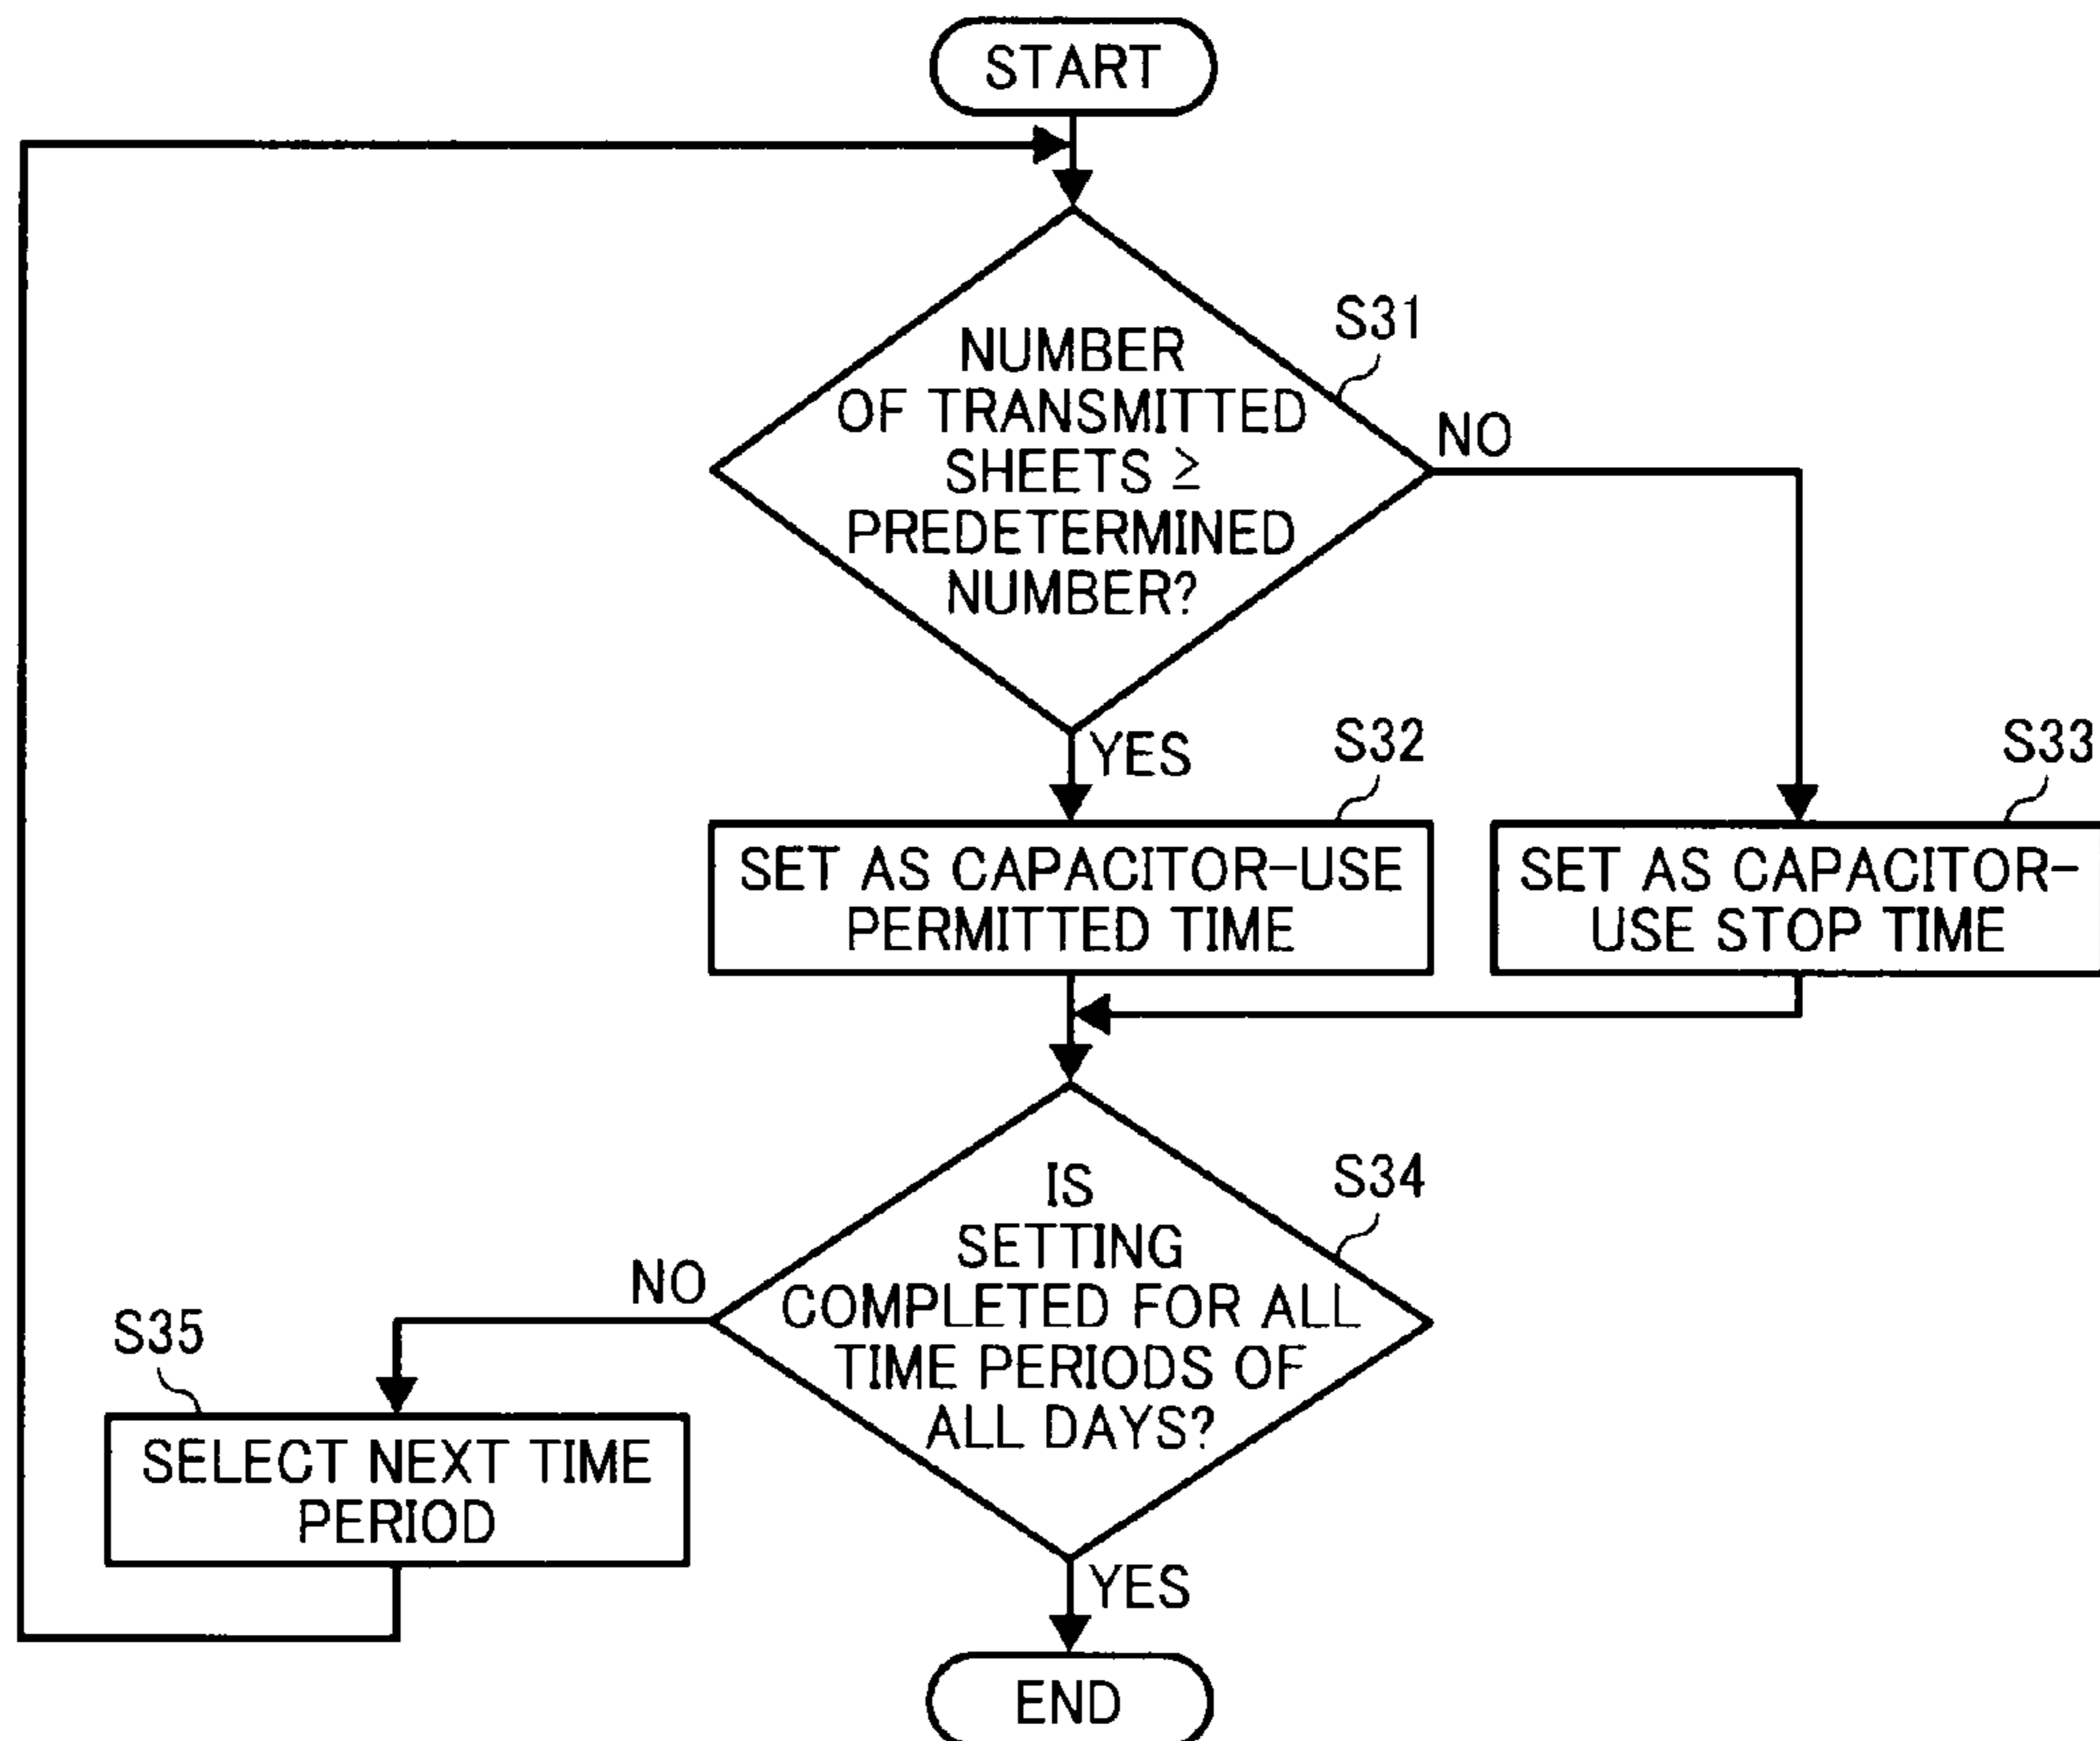 START
S31
NUMBER
OF TRANSMITTED
SHEETS ≥
PREDETERMINED
NUMBER?
NO
YES
S32
SET AS CAPACITOR-USE
PERMITTED TIME
S33
SET AS CAPACITOR-
USE STOP TIME
S34
IS
SETTING
COMPLETED FOR ALL
TIME PERIODS OF
ALL DAYS?
NO
S35
SELECT NEXT TIME
PERIOD
YES
END